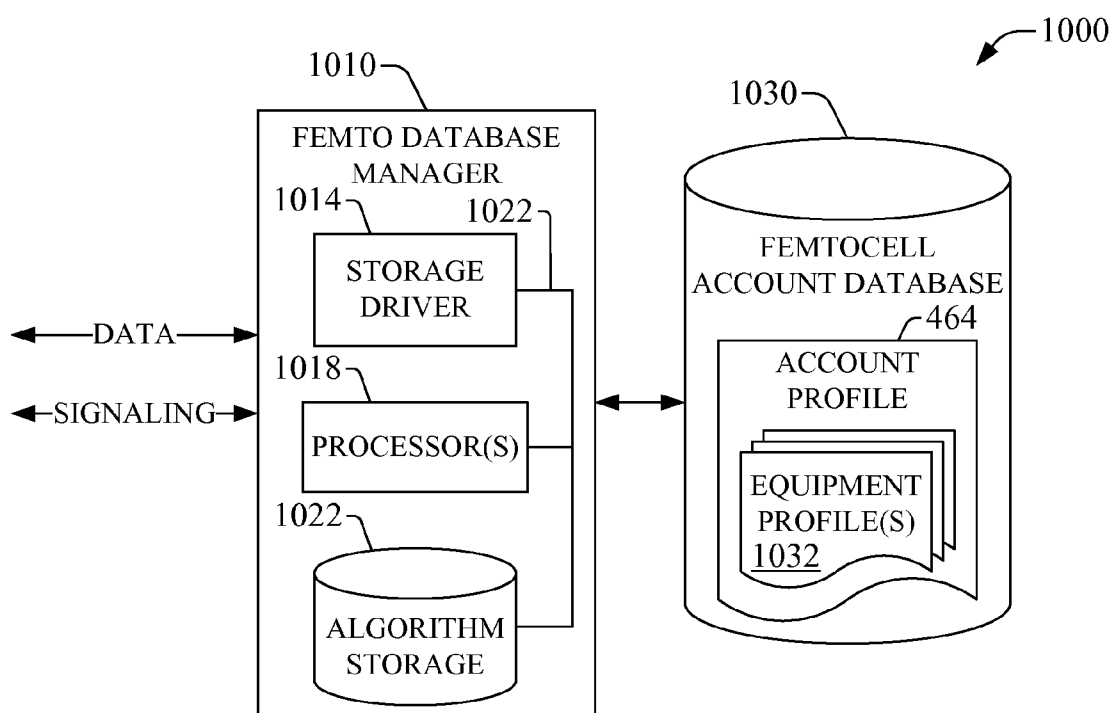 1000
1010
1030
FEMTO DATABASE
MANAGER
1014
1022
STORAGE
DRIVER
FEMTOCELL
ACCOUNT DATABASE
464
DATA
SIGNALING
1018
PROCESSOR(S)
ACCOUNT
PROFILE
EQUIPMENT
PROFILE(S)
1032
1022
ALGORITHM
STORAGE